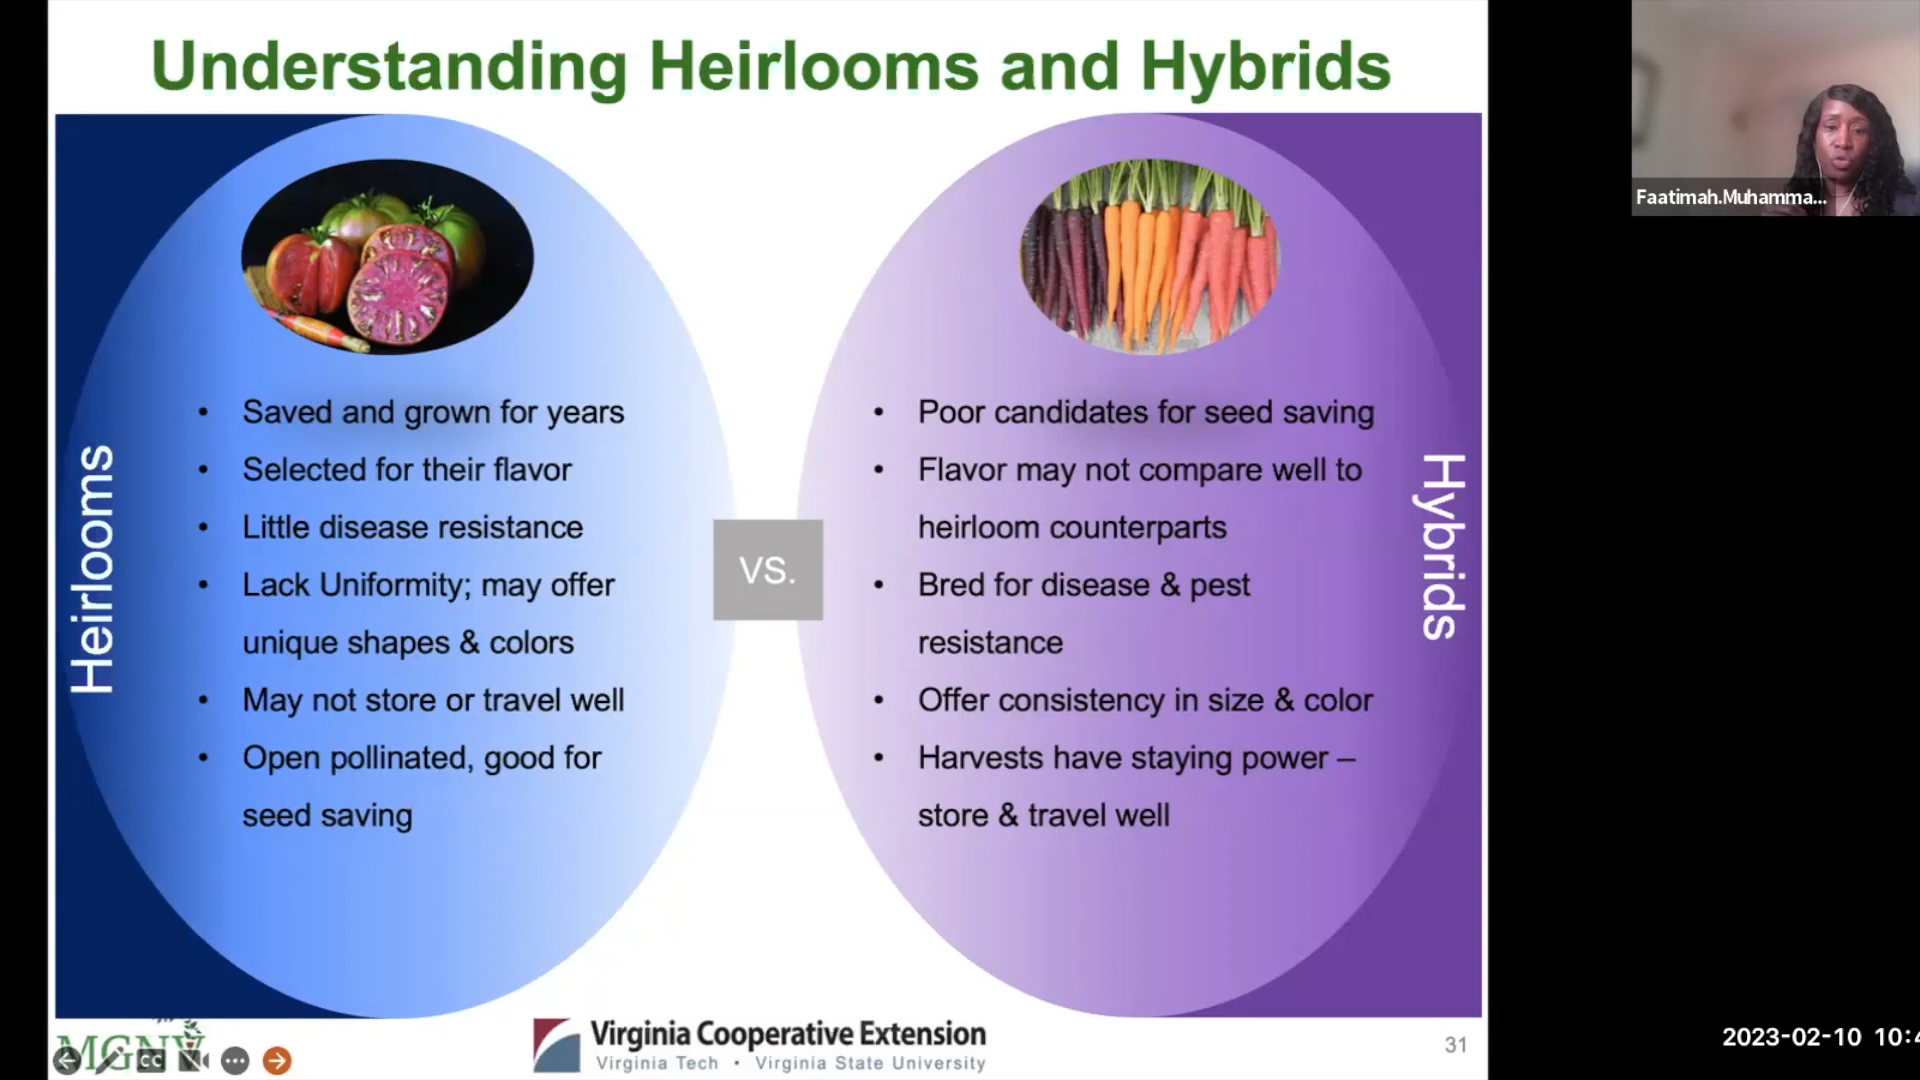 Understanding Heirlooms and Hybrids
Faatimah.Muhamma...
Heirlooms
• Saved and grown for years
• Selected for their flavor
• Little disease resistance
• Lack Uniformity; may offer
unique shapes & colors
• May not store or travel well
• Open pollinated, good for
seed saving
vs.
• Poor candidates for seed saving
• Flavor may not compare well to
heirloom counterparts
• Bred for disease & pest
resistance
• Offer consistency in size & color
• Harvests have staying power –
store & travel well
Hybrids
MGNV
CC
Virginia Cooperative Extension
Virginia Tech • Virginia State University
31
2023-02-10 10:4